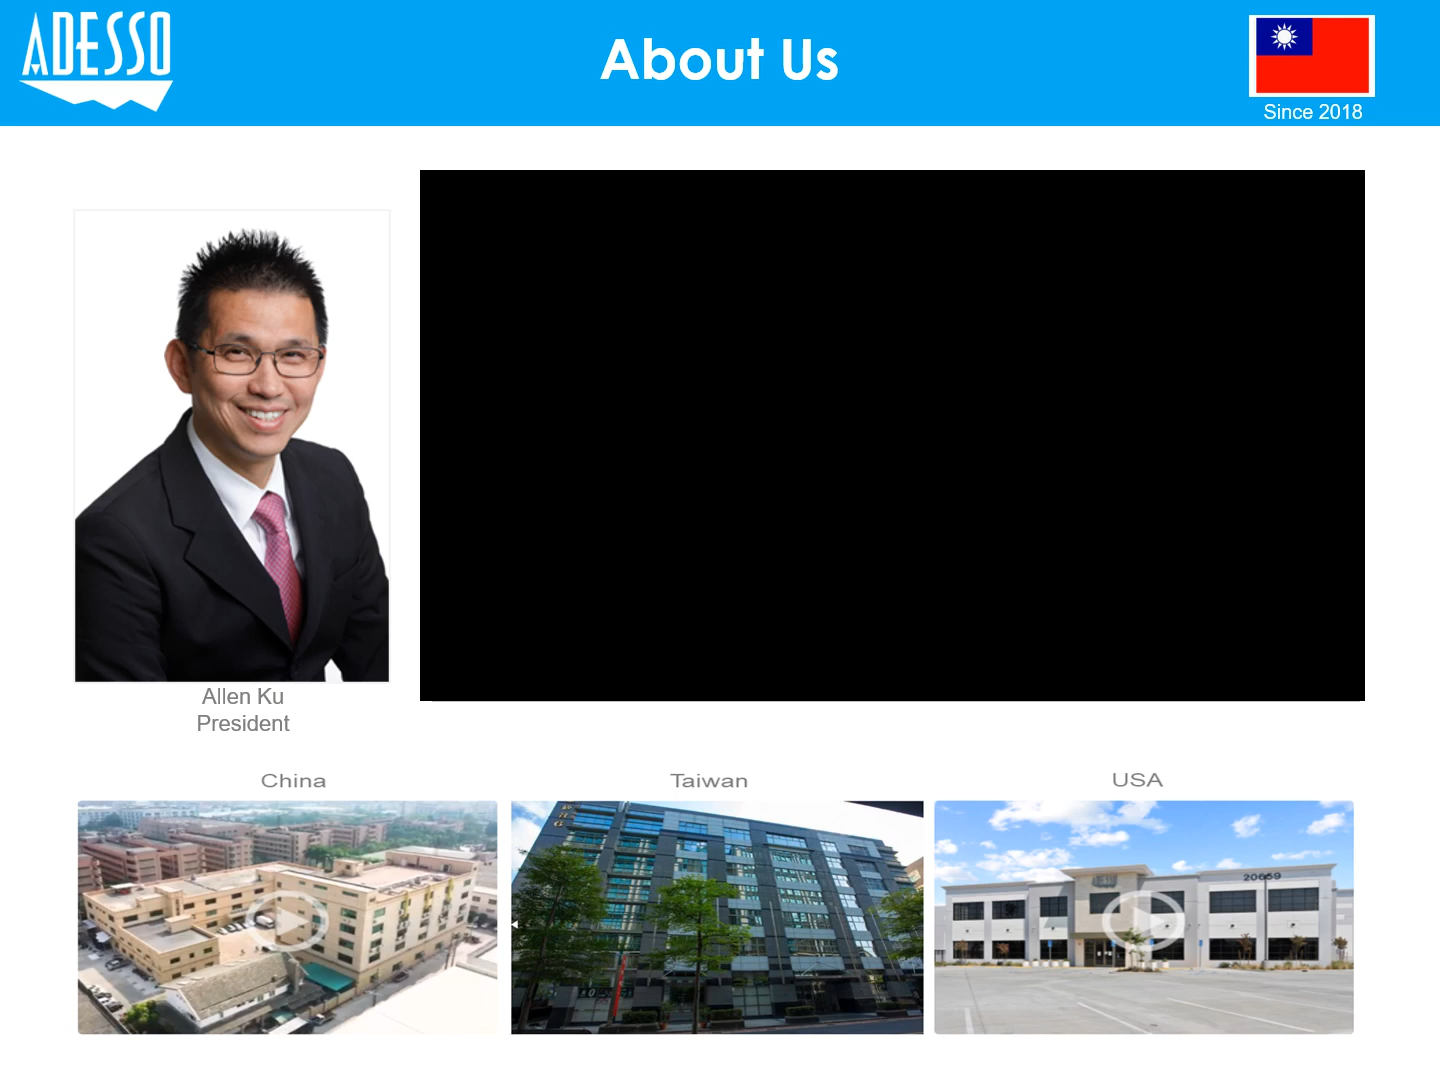 ADESSO
About Us
Since 2018
Allen Ku
President
China
Taiwan
USA
20659